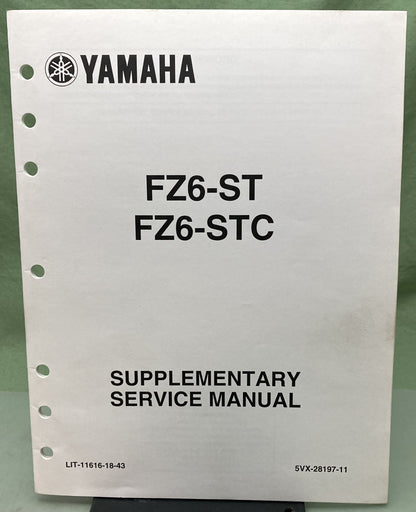 YAMAHA
FZ6-ST
FZ6-STC
SUPPLEMENTARY
SERVICE MANUAL
LIT-11616-18-43 5VX-28197-11